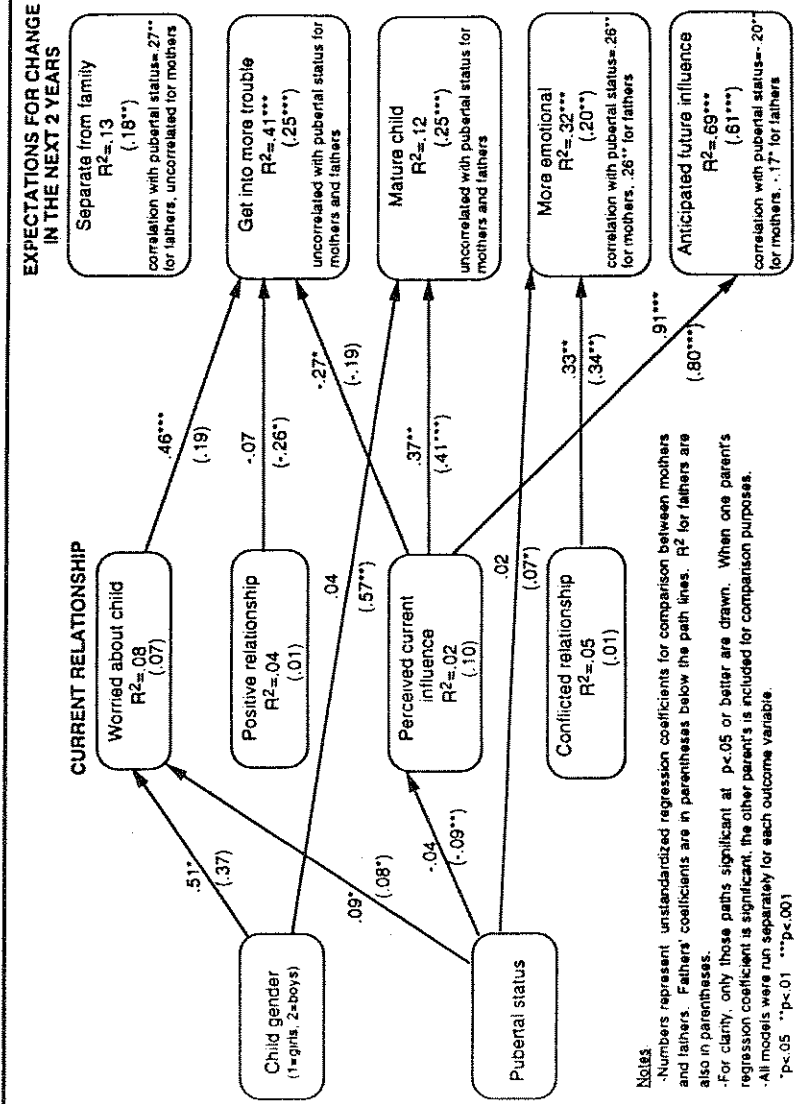 EXPECTATIONS FOR CHANGE
IN THE NEXT 2 YEARS
CURRENT RELATIONSHIP
Child gender
(1=girls, 2=boys)
Pubertal status
.51*
(.37)
.09*
(.08*)
-.04
(-.09**)
Worried about child
R²=.08
(.07)
Positive relationship
R²=.04
(.01)
Perceived current
influence
R²=.02
(.10)
Conflicted relationship
R²=.05
(.01)
.46***
(.19)
-.07
(-.26*)
-.27*
(-.19)
.04
(.57**)
.37**
(.41***)
.02
(.07*)
.33**
(.34**)
.91***
(.80***)
Separate from family
R²=.13
(.18**)
correlation with pubertal status=.27**
for fathers, uncorrelated for mothers
Get into more trouble
R²=.41***
(.25***)
uncorrelated with pubertal status for
mothers and fathers
Mature child
R²=.12
(.25***)
uncorrelated with pubertal status for
mothers and fathers
More emotional
R²=.32***
(.20**)
correlation with pubertal status=.26**
for mothers, .26** for fathers
Anticipated future influence
R²=.69***
(.61***)
correlation with pubertal status=-.20**
for mothers, -.17* for fathers
Notes
-Numbers represent unstandardized regression coefficients for comparison between mothers
and fathers. Fathers' coefficients are in parentheses below the path lines. R² for fathers are
also in parentheses.
-For clarity, only those paths significant at p<.05 or better are drawn. When one parent's
regression coefficient is significant, the other parent's is included for comparison purposes.
-All models were run separately for each outcome variable.
*p<.05 **p<.01 ***p<.001